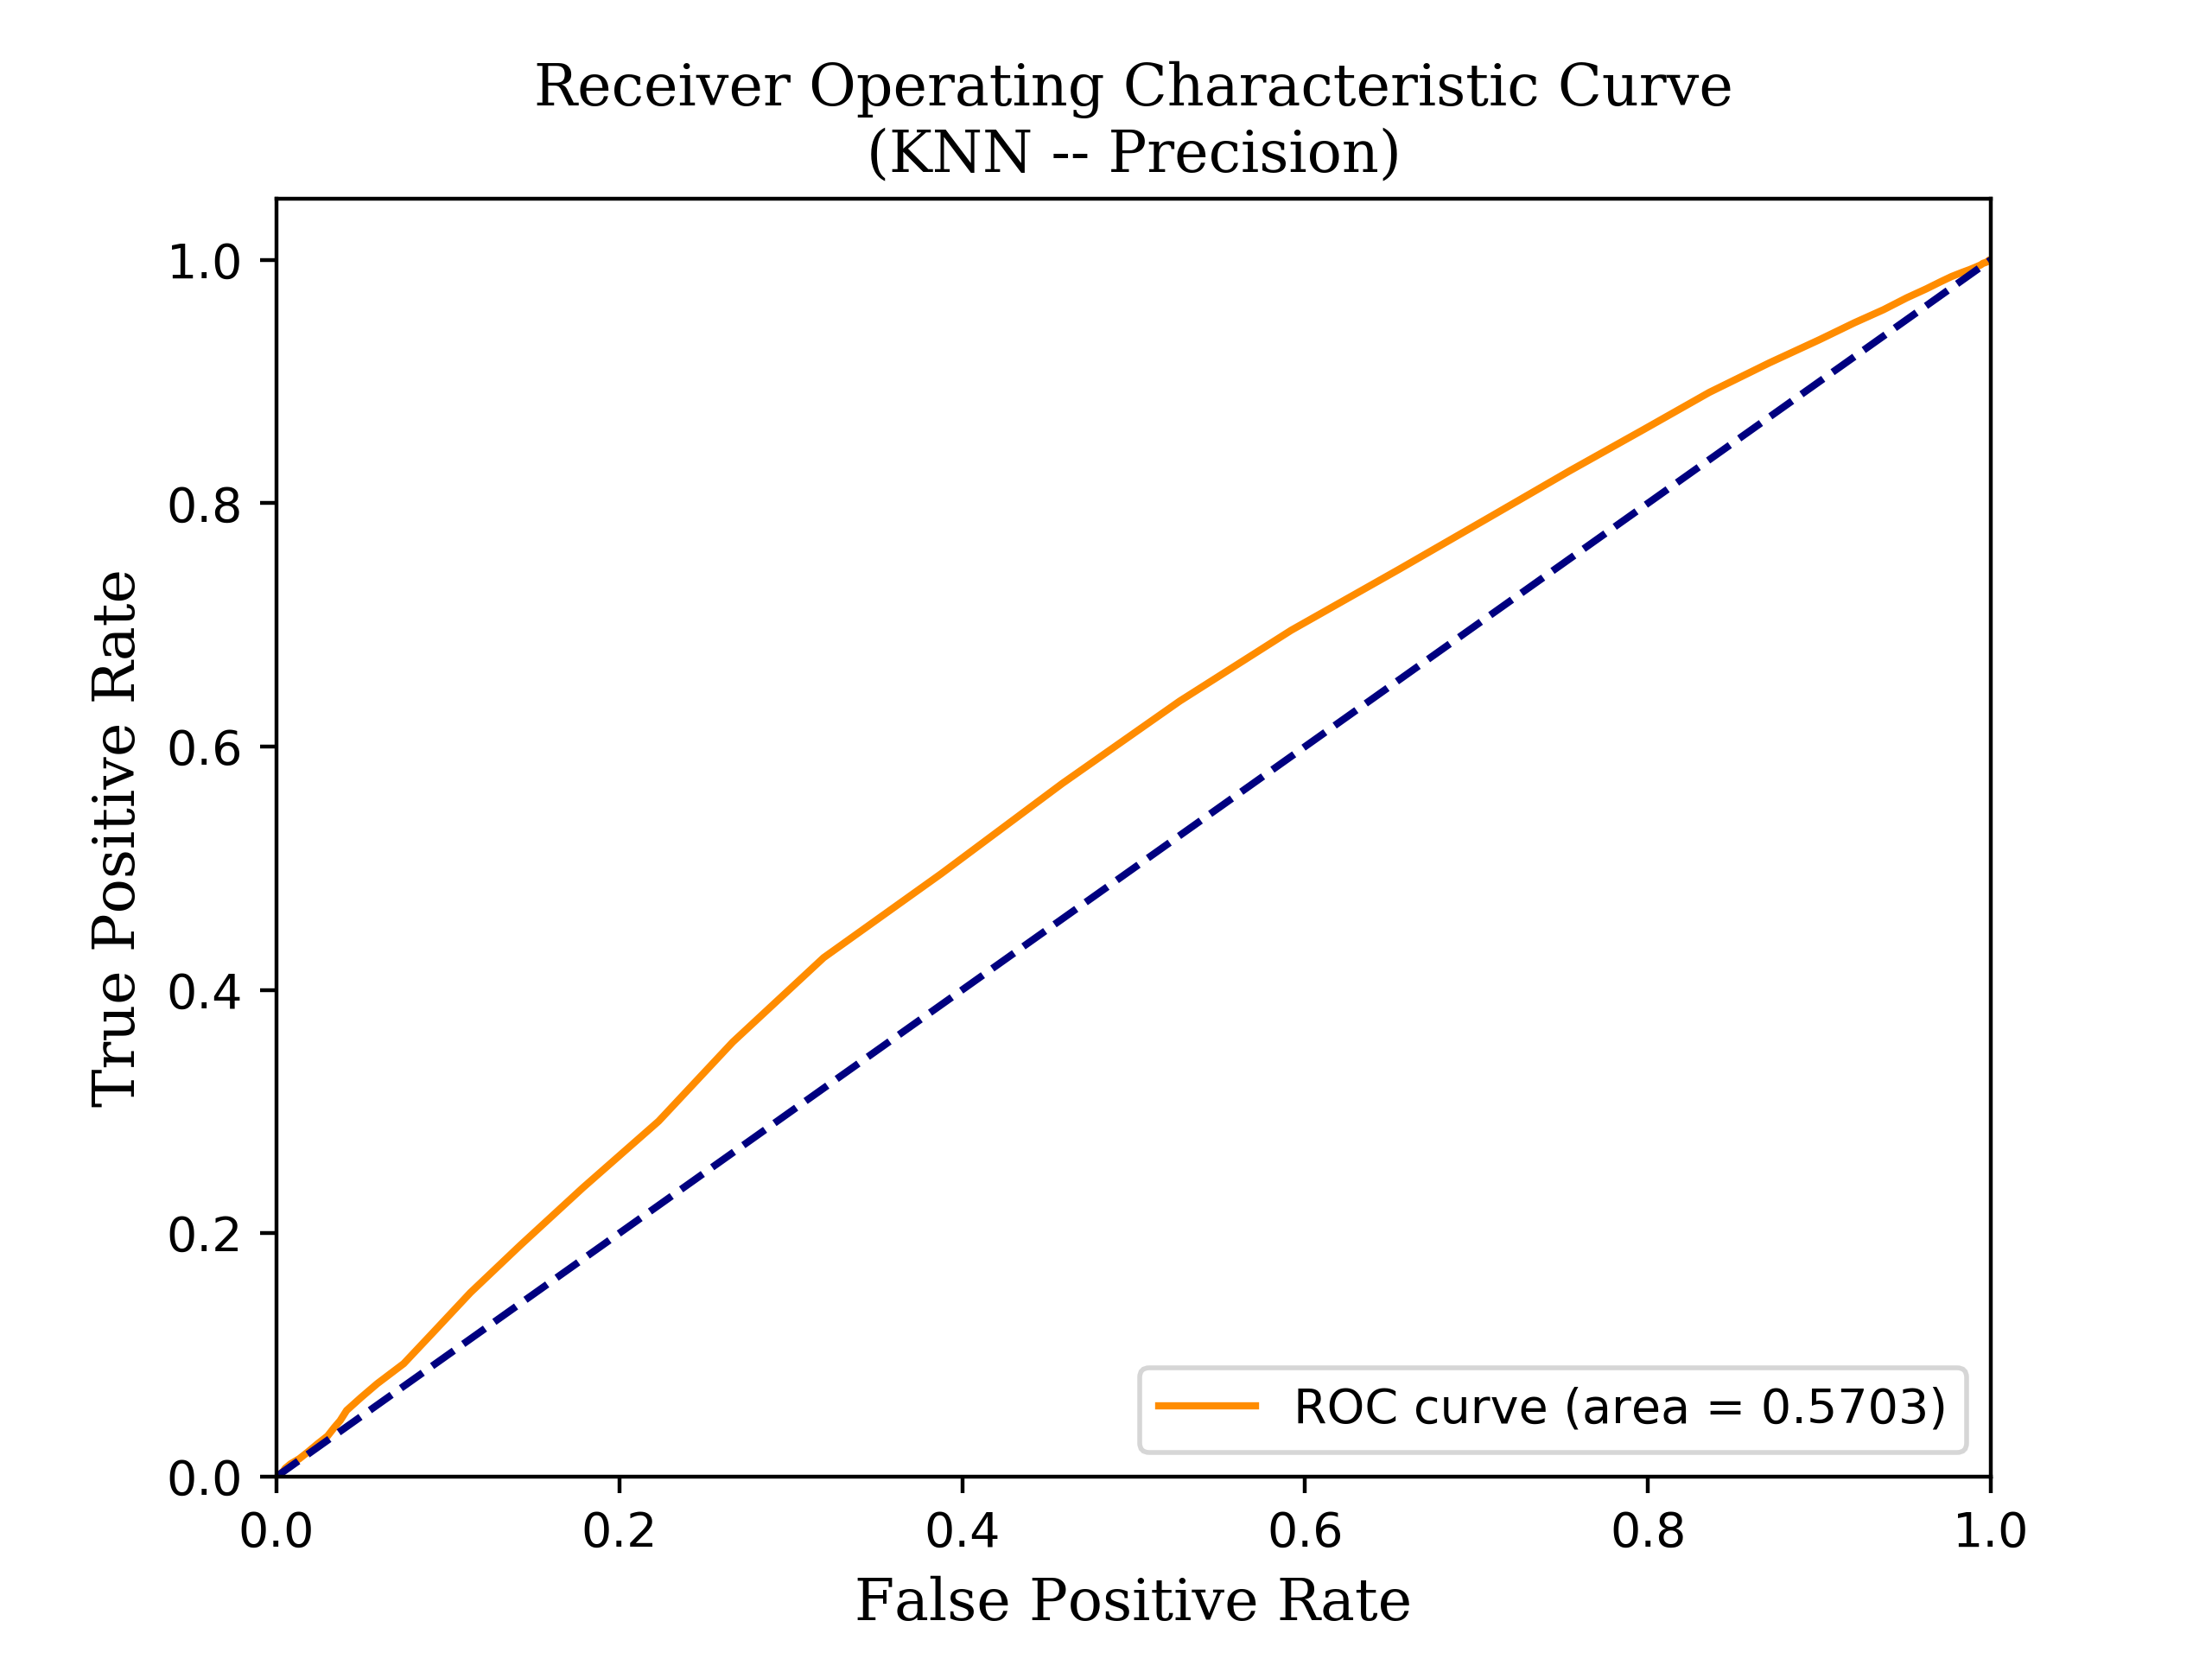 Receiver Operating Characteristic Curve
(KNN -- Precision)
True Positive Rate
1.0
0.8
0.6
0.4
0.2
0.0
ROC curve (area = 0.5703)
0.0 0.2 0.4 0.6 0.8 1.0
False Positive Rate